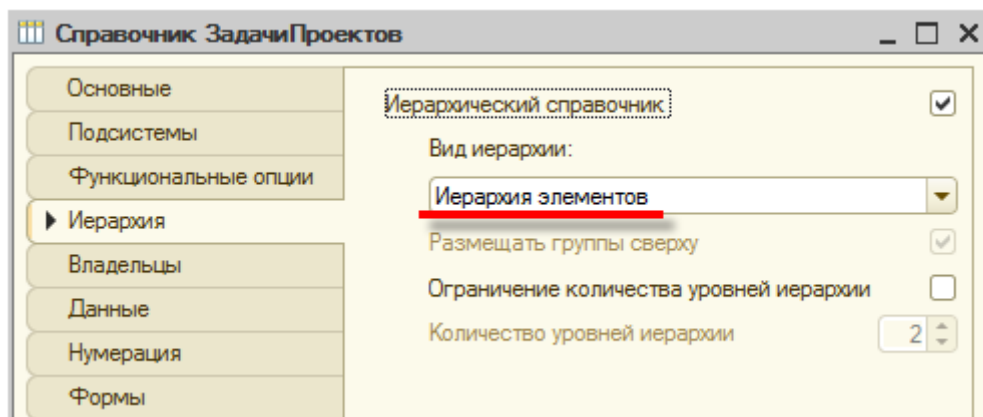 Справочник ЗадачиПроектов
Основные
Подсистемы
Функциональные опции
Иерархия
Владельцы
Данные
Нумерация
Формы
Иерархический справочник
Вид иерархии:
Иерархия элементов
Размещать группы сверху
Ограничение количества уровней иерархии
Количество уровней иерархии 2